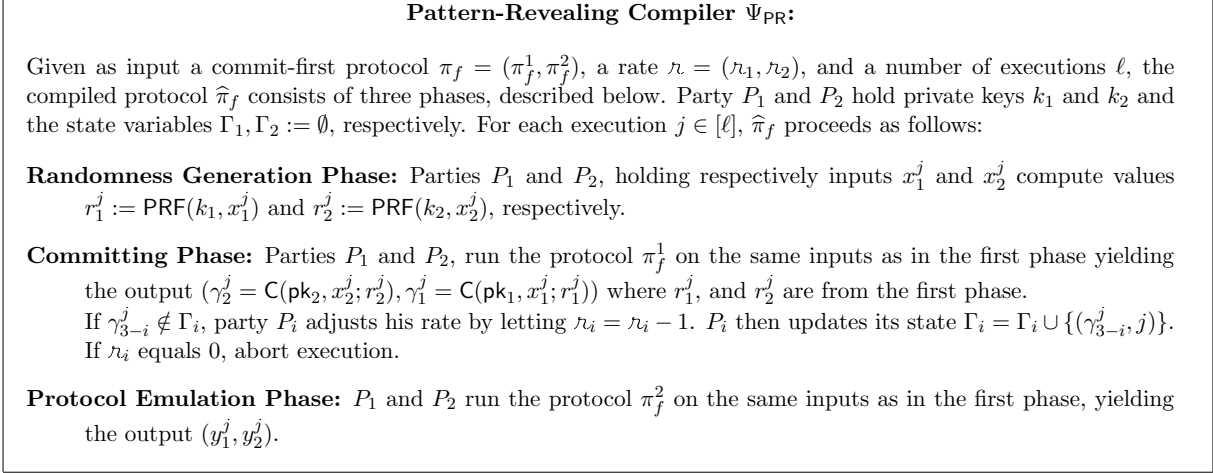 Pattern-Revealing Compiler Ψ_PR:
Given as input a commit-first protocol π_f = (π_f^1, π_f^2), a rate 𝓇 = (𝓇_1, 𝓇_2), and a number of executions ℓ, the
compiled protocol π̂_f consists of three phases, described below. Party P_1 and P_2 hold private keys k_1 and k_2 and
the state variables Γ_1, Γ_2 := ∅, respectively. For each execution j ∈ [ℓ], π̂_f proceeds as follows:
Randomness Generation Phase: Parties P_1 and P_2, holding respectively inputs x_1^j and x_2^j compute values
r_1^j := PRF(k_1, x_1^j) and r_2^j := PRF(k_2, x_2^j), respectively.
Committing Phase: Parties P_1 and P_2, run the protocol π_f^1 on the same inputs as in the first phase yielding
the output (γ_2^j = C(pk_2, x_2^j; r_2^j), γ_1^j = C(pk_1, x_1^j; r_1^j)) where r_1^j, and r_2^j are from the first phase.
If γ_{3−i}^j ∉ Γ_i, party P_i adjusts his rate by letting 𝓇_i = 𝓇_i − 1. P_i then updates its state Γ_i = Γ_i ∪ {(γ_{3−i}^j, j)}.
If 𝓇_i equals 0, abort execution.
Protocol Emulation Phase: P_1 and P_2 run the protocol π_f^2 on the same inputs as in the first phase, yielding
the output (y_1^j, y_2^j).